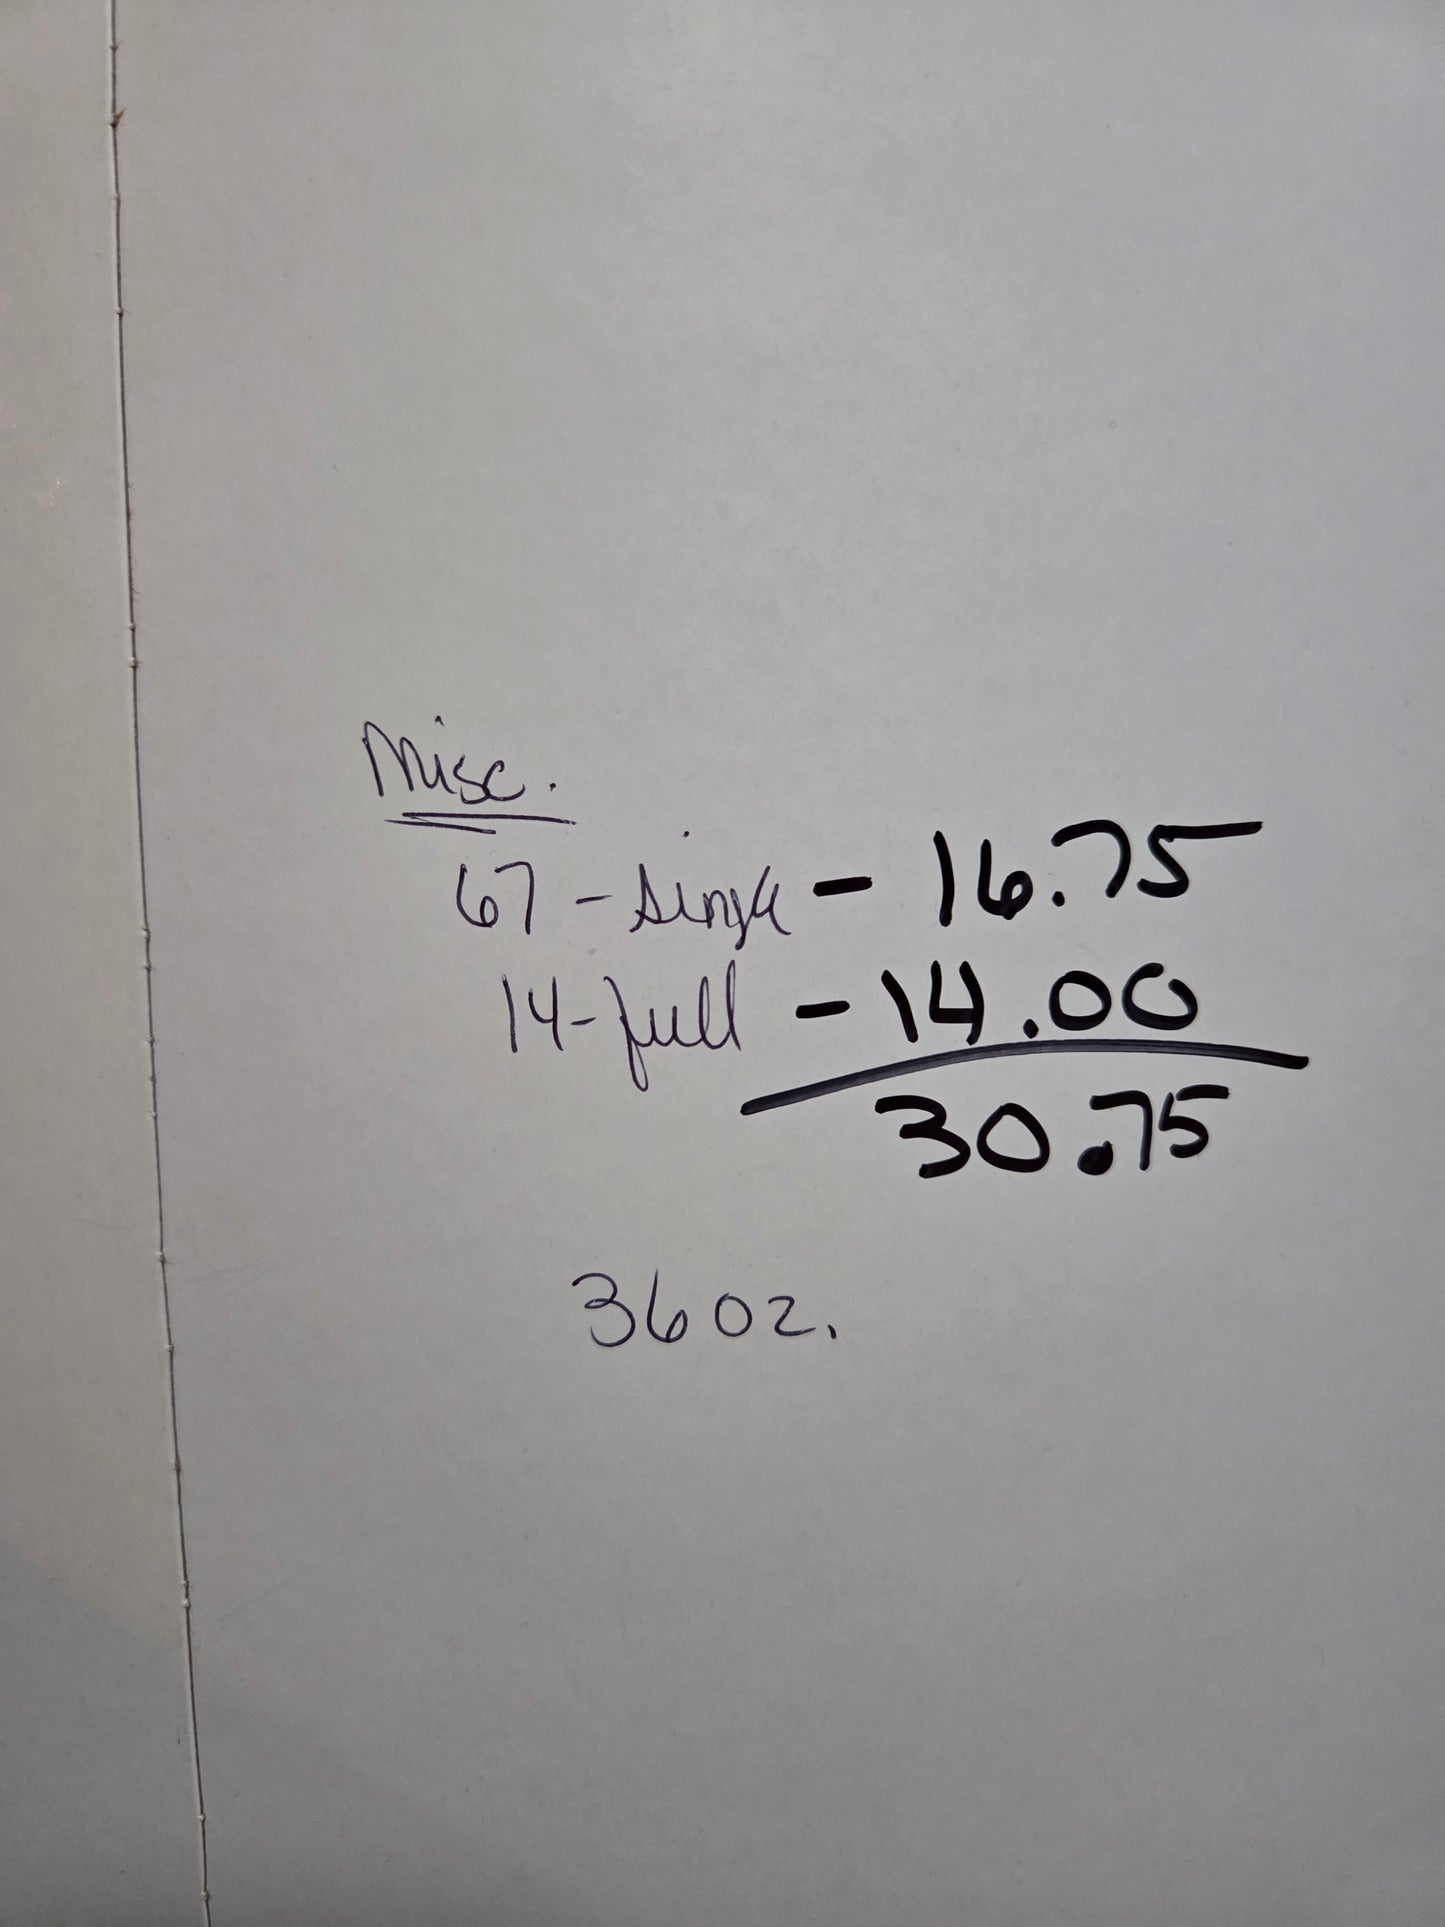 Misc.
67 - single - 16.75
14 - full - 14.00
30.75
36 oz.